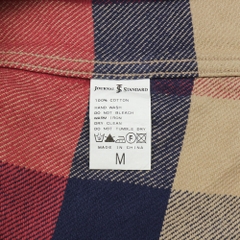 JOURNAL STANDARD
100% COTTON
HAND WASH
DO NOT BLEACH
WARM IRON
DRY CLEAN
DO NOT TUMBLE DRY
MADE IN CHINA
M